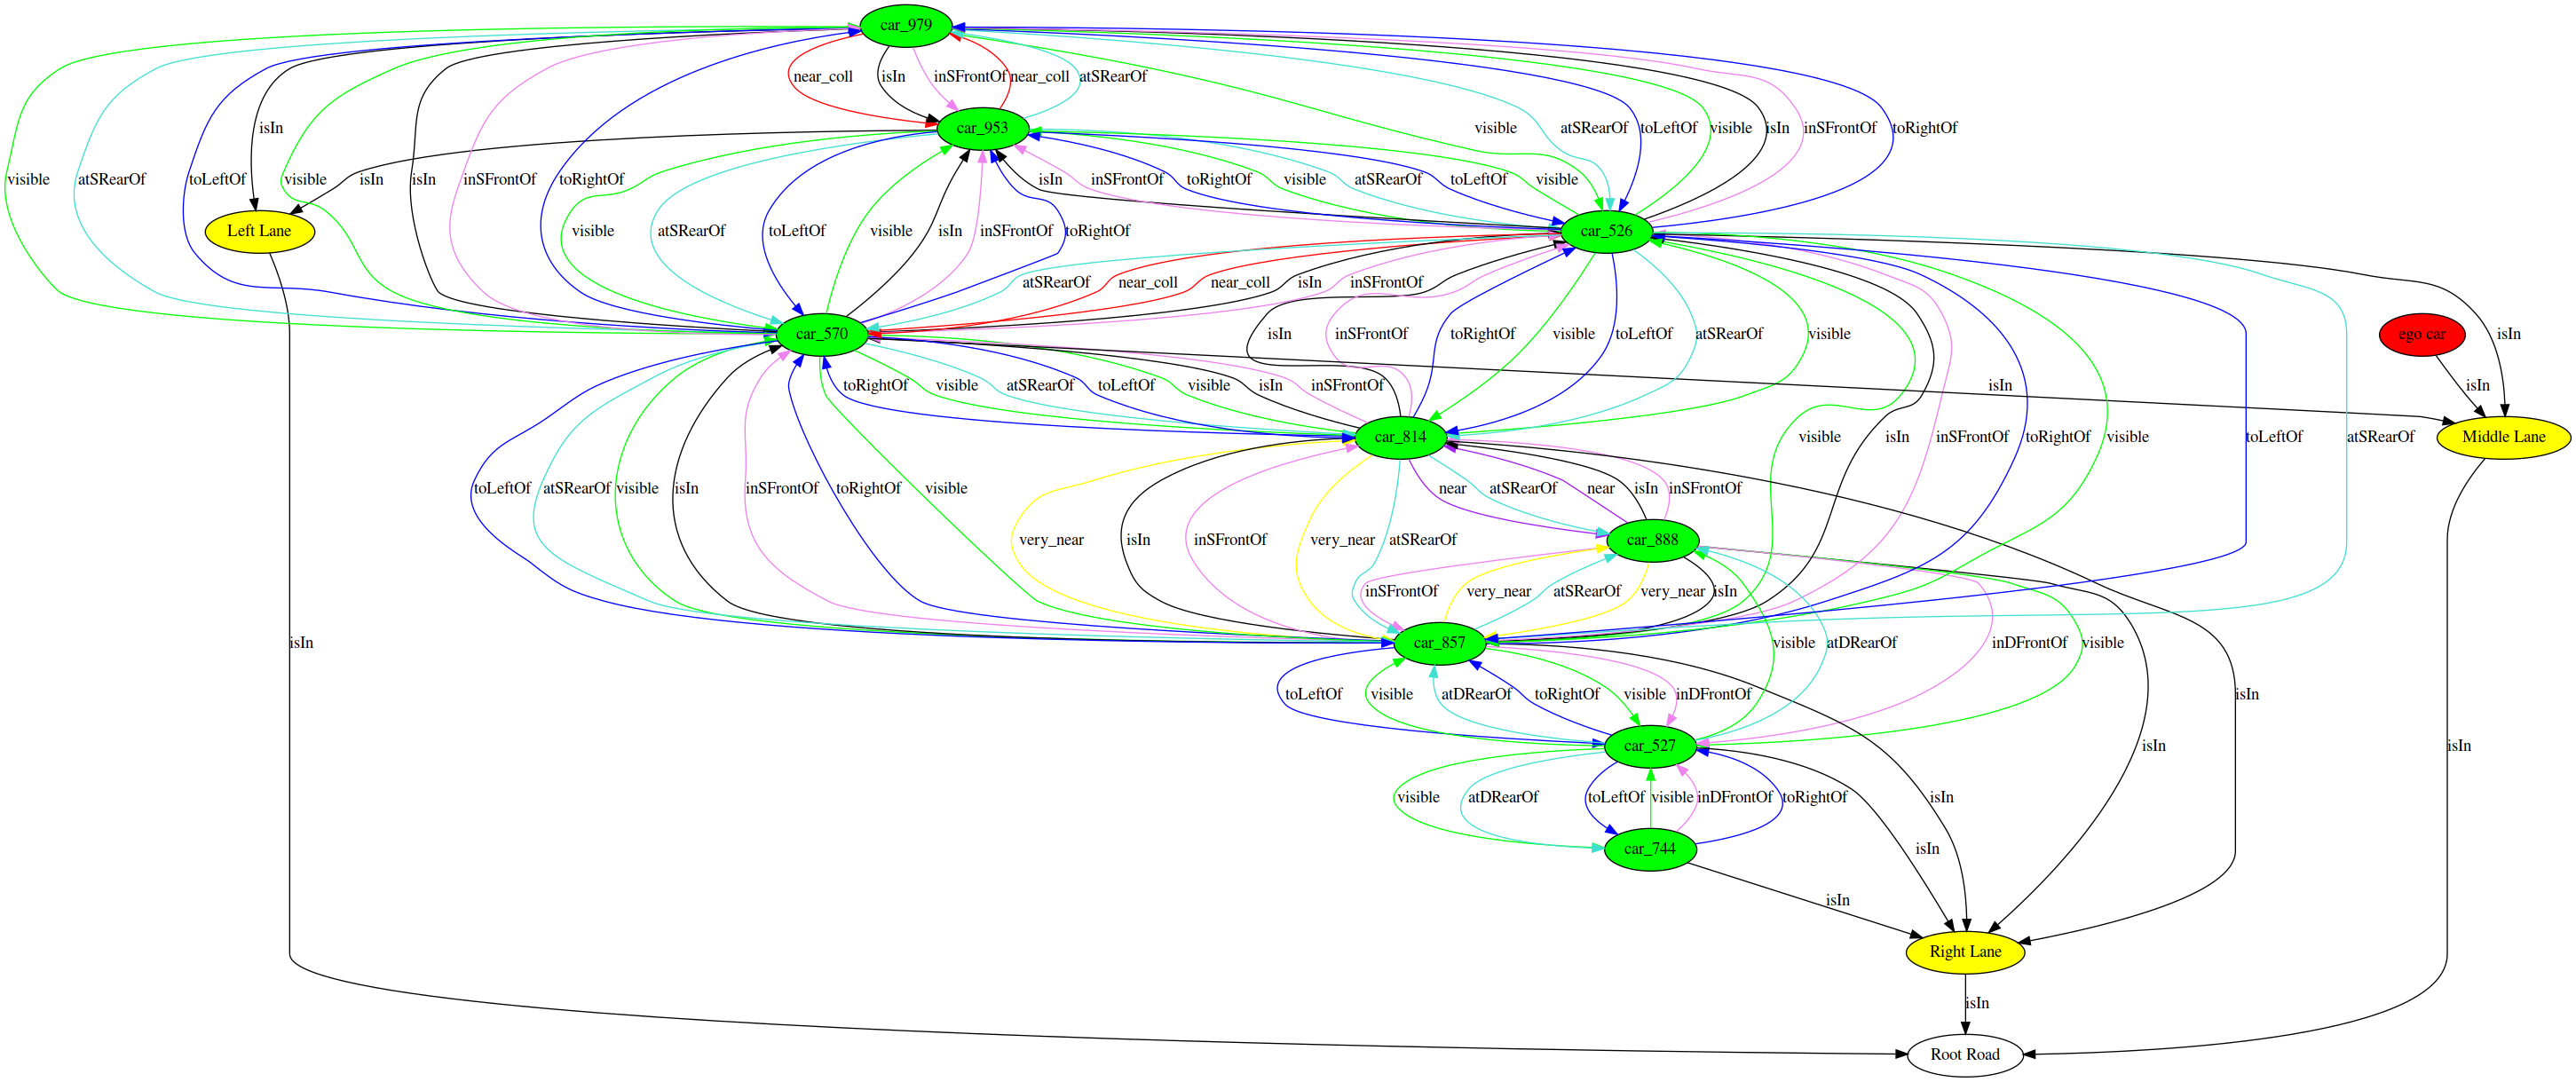 car_979
near_coll isIn inSFrontOf near_coll atSRearOf
isIn car_953 visible atSRearOf toLeftOf visible isIn inSFrontOf toRightOf
visible atSRearOf toLeftOf visible isIn isIn inSFrontOf toRightOf isIn inSFrontOf toRightOf visible atSRearOf toLeftOf visible
Left Lane visible atSRearOf toLeftOf visible isIn inSFrontOf toRightOf car_526
atSRearOf near_coll near_coll isIn inSFrontOf
car_570 isIn inSFrontOf toRightOf visible toLeftOf atSRearOf visible ego car isIn
toRightOf visible atSRearOf toLeftOf visible isIn inSFrontOf isIn isIn
car_814 visible isIn inSFrontOf toRightOf visible toLeftOf atSRearOf Middle Lane
toLeftOf atSRearOf visible isIn inSFrontOf toRightOf visible near atSRearOf near isIn inSFrontOf
very_near isIn inSFrontOf very_near atSRearOf car_888
inSFrontOf very_near atSRearOf very_near isIn
isIn car_857 visible atDRearOf inDFrontOf visible
toLeftOf visible atDRearOf toRightOf visible inDFrontOf isIn
car_527 isIn isIn
visible atDRearOf toLeftOf visible inDFrontOf toRightOf isIn
car_744 isIn
isIn
Right Lane
isIn
Root Road